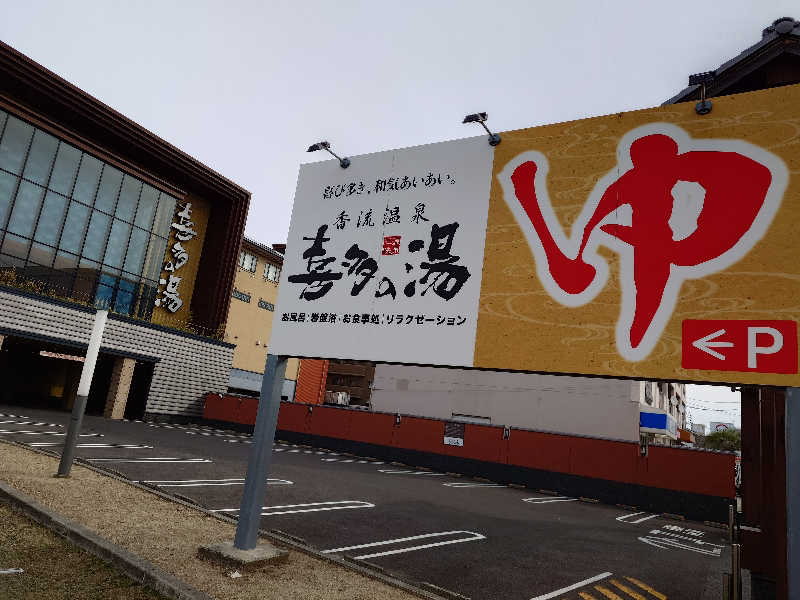 喜び多き、和気あいあい。
香流温泉
喜多の湯
お風呂・岩盤浴・お食事処・リラクゼーション
ゆ
←P
喜多の湯